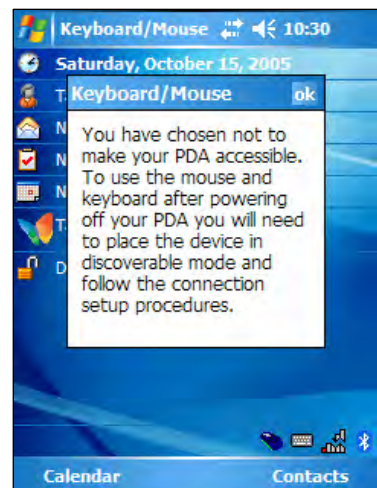 Keyboard/Mouse 10:30
Saturday, October 15, 2005
T
Keyboard/Mouse ok
N
N
N
T
D
You have chosen not to
make your PDA accessible.
To use the mouse and
keyboard after powering
off your PDA you will need
to place the device in
discoverable mode and
follow the connection
setup procedures.
Calendar Contacts